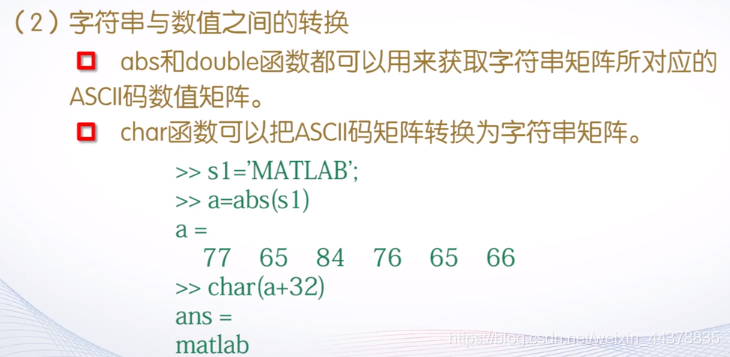 （2）字符串与数值之间的转换
abs和double函数都可以用来获取字符串矩阵所对应的
ASCII码数值矩阵。
char函数可以把ASCII码矩阵转换为字符串矩阵。
>> s1='MATLAB';
>> a=abs(s1)
a =
77 65 84 76 65 66
>> char(a+32)
ans =
matlab
https://blog.csdn.net/weixin_44378835